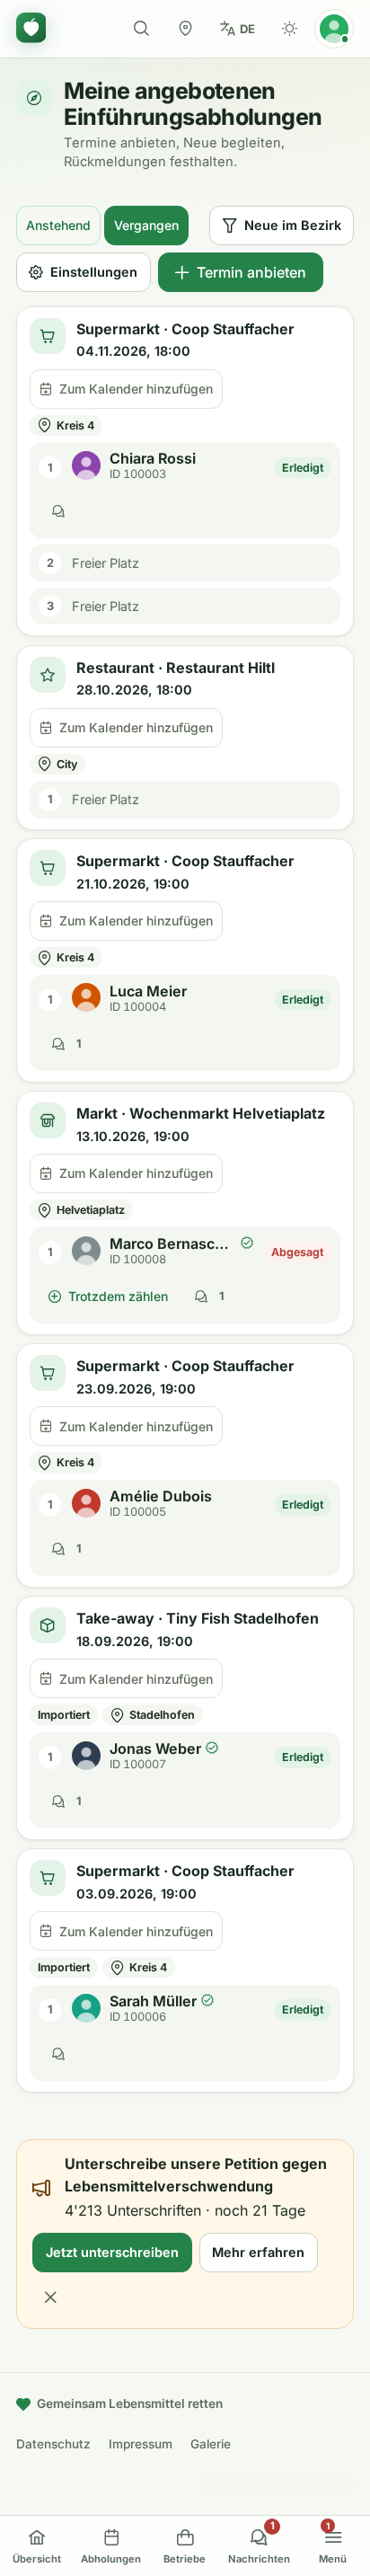 DE
Meine angebotenen
Einführungsabholungen
Termine anbieten, Neue begleiten,
Rückmeldungen festhalten.
Anstehend
Vergangen
Neue im Bezirk
Einstellungen
Termin anbieten
Supermarkt · Coop Stauffacher
04.11.2026, 18:00
Zum Kalender hinzufügen
Kreis 4
1 Chiara Rossi Erledigt
ID 100003
2 Freier Platz
3 Freier Platz
Restaurant · Restaurant Hiltl
28.10.2026, 18:00
Zum Kalender hinzufügen
City
1 Freier Platz
Supermarkt · Coop Stauffacher
21.10.2026, 19:00
Zum Kalender hinzufügen
Kreis 4
1 Luca Meier Erledigt
ID 100004
1
Markt · Wochenmarkt Helvetiaplatz
13.10.2026, 19:00
Zum Kalender hinzufügen
Helvetiaplatz
1 Marco Bernasc... Abgesagt
ID 100008
Trotzdem zählen 1
Supermarkt · Coop Stauffacher
23.09.2026, 19:00
Zum Kalender hinzufügen
Kreis 4
1 Amélie Dubois Erledigt
ID 100005
1
Take-away · Tiny Fish Stadelhofen
18.09.2026, 19:00
Zum Kalender hinzufügen
Importiert Stadelhofen
1 Jonas Weber Erledigt
ID 100007
1
Supermarkt · Coop Stauffacher
03.09.2026, 19:00
Zum Kalender hinzufügen
Importiert Kreis 4
1 Sarah Müller Erledigt
ID 100006
Unterschreibe unsere Petition gegen
Lebensmittelverschwendung
4'213 Unterschriften · noch 21 Tage
Jetzt unterschreiben
Mehr erfahren
Gemeinsam Lebensmittel retten
Datenschutz Impressum Galerie
1 1
Übersicht Abholungen Betriebe Nachrichten Menü